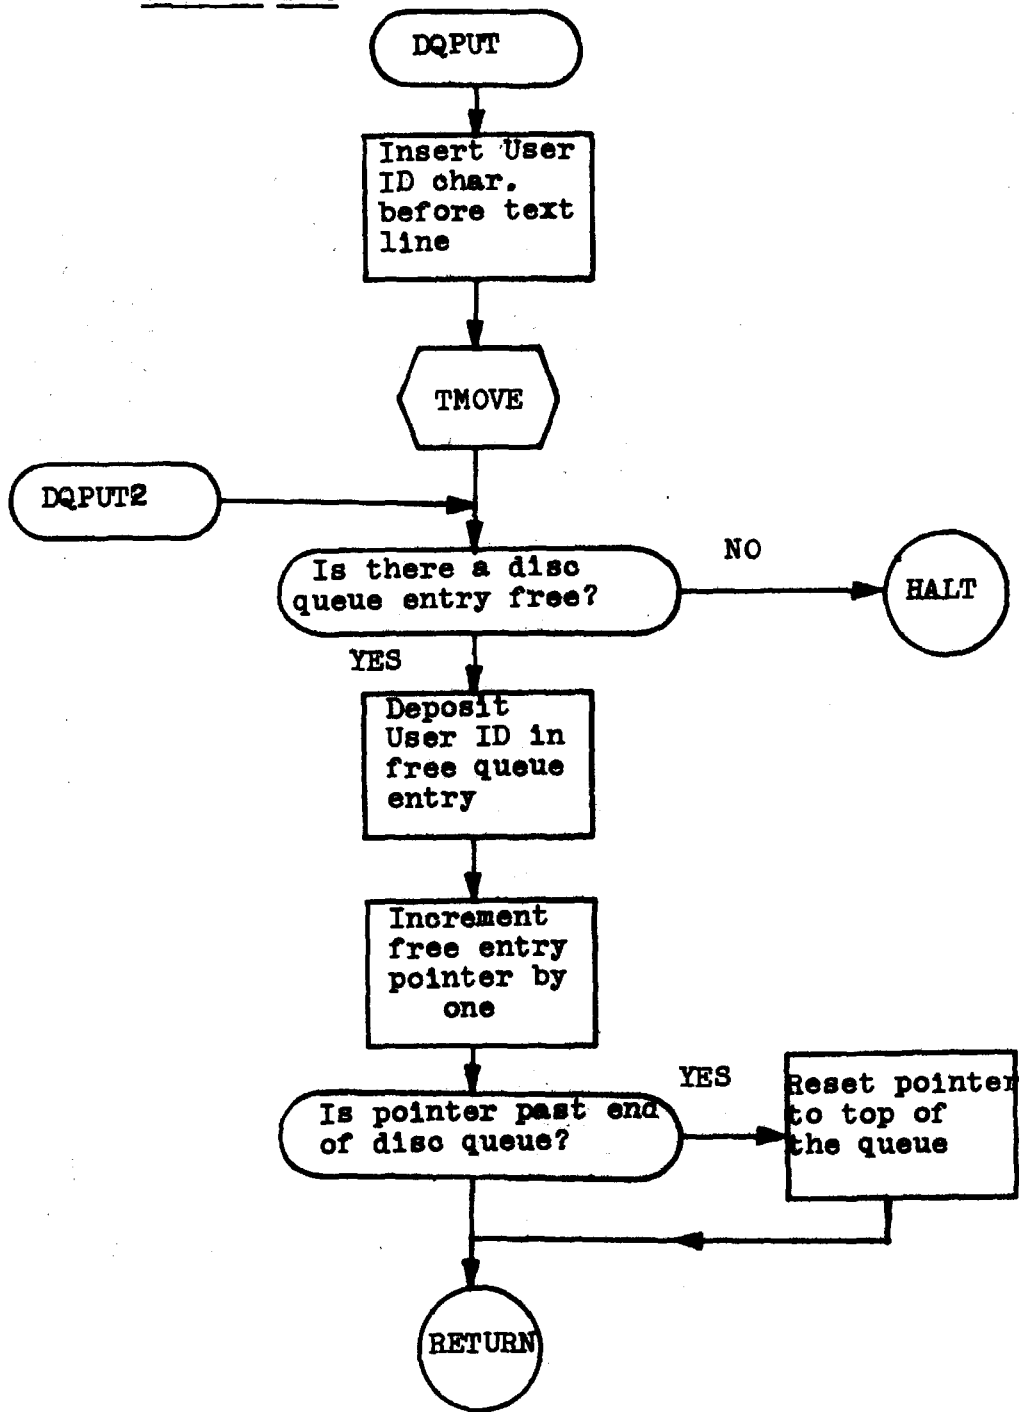 DQPUT
Insert User
ID char.
before text
line
TMOVE
DQPUT2
Is there a disc
queue entry free?
NO
HALT
YES
Deposit
User ID in
free queue
entry
Increment
free entry
pointer by
one
Is pointer past end
of disc queue?
YES
Reset pointer
to top of
the queue
RETURN